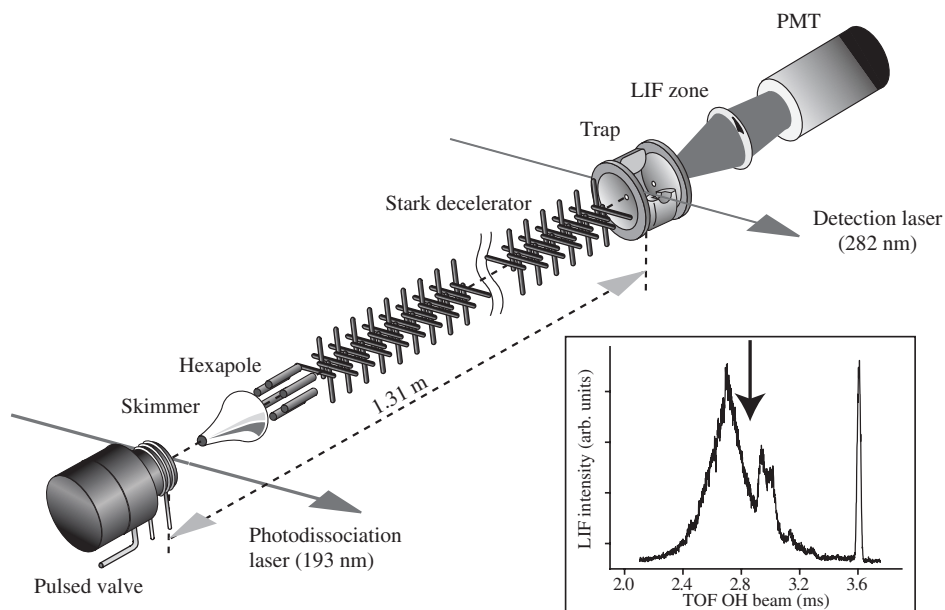 PMT
LIF zone
Trap
Stark decelerator
Detection laser
(282 nm)
Hexapole
Skimmer
1.31 m
Photodissociation
laser (193 nm)
Pulsed valve
LIF intensity (arb. units)
2.0 2.4 2.8 3.2 3.6
TOF OH beam (ms)